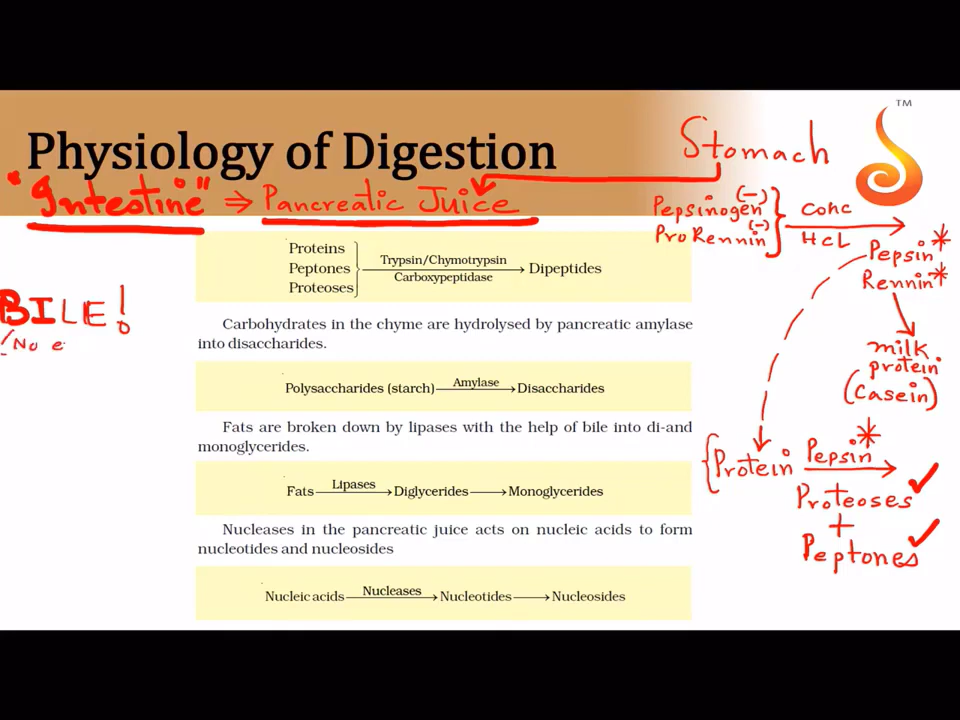 TM
Physiology of Digestion
Stomach
"Intestine" ⇒ Pancreatic Juice
Pepsinogen (-)
ProRennin (-)
Conc
HCL
Pepsin*
Rennin*
milk
protein
(Casein)
{Protein Pepsin*
Proteoses
+
Peptones
BILE!
No e
Proteins
Peptones
Proteoses
Trypsin/Chymotrypsin
Carboxypeptidase
Dipeptides
Carbohydrates in the chyme are hydrolysed by pancreatic amylase
into disaccharides.
Polysaccharides (starch) Amylase → Disaccharides
Fats are broken down by lipases with the help of bile into di-and
monoglycerides.
Fats Lipases → Diglycerides → Monoglycerides
Nucleases in the pancreatic juice acts on nucleic acids to form
nucleotides and nucleosides
Nucleic acids Nucleases → Nucleotides → Nucleosides